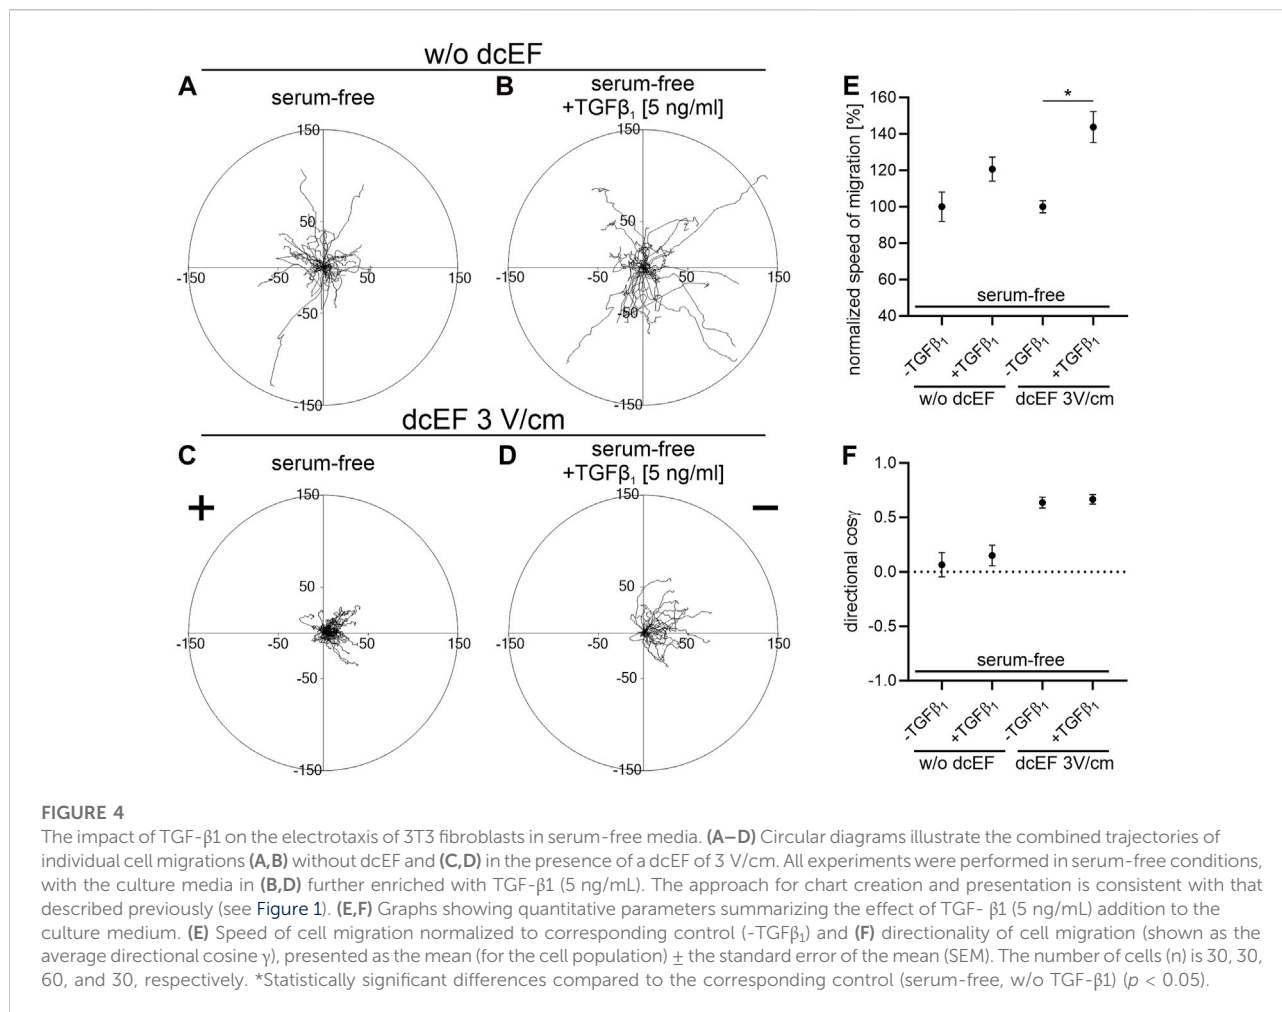 w/o dcEF
A
serum-free
150
50
-150
-50
50
150
-50
-150
B
serum-free
+TGFβ₁ [5 ng/ml]
150
50
-150
-50
50
150
-50
-150
dcEF 3 V/cm
C
serum-free
+
150
50
-150
-50
50
150
-50
-150
D
serum-free
+TGFβ₁ [5 ng/ml]
−
150
50
-150
-50
50
150
-50
-150
E
normalized speed of migration [%]
160
140
120
100
80
60
40
*
serum-free
-TGFβ₁
+TGFβ₁
-TGFβ₁
+TGFβ₁
w/o dcEF
dcEF 3V/cm
F
directional cosγ
1.0
0.5
0.0
-0.5
-1.0
serum-free
-TGFβ₁
+TGFβ₁
-TGFβ₁
+TGFβ₁
w/o dcEF
dcEF 3V/cm
FIGURE 4
The impact of TGF-β1 on the electrotaxis of 3T3 fibroblasts in serum-free media. (A–D) Circular diagrams illustrate the combined trajectories of
individual cell migrations (A,B) without dcEF and (C,D) in the presence of a dcEF of 3 V/cm. All experiments were performed in serum-free conditions,
with the culture media in (B,D) further enriched with TGF-β1 (5 ng/mL). The approach for chart creation and presentation is consistent with that
described previously (see Figure 1). (E,F) Graphs showing quantitative parameters summarizing the effect of TGF- β1 (5 ng/mL) addition to the
culture medium. (E) Speed of cell migration normalized to corresponding control (-TGFβ₁) and (F) directionality of cell migration (shown as the
average directional cosine γ), presented as the mean (for the cell population) ± the standard error of the mean (SEM). The number of cells (n) is 30, 30,
60, and 30, respectively. *Statistically significant differences compared to the corresponding control (serum-free, w/o TGF-β1) (p < 0.05).